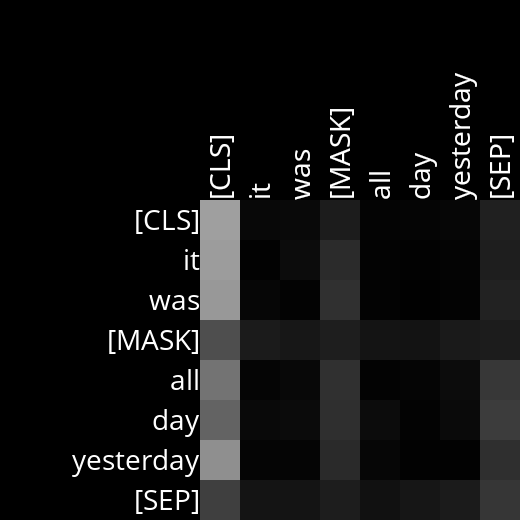 [CLS] it was [MASK] all day yesterday [SEP]
[CLS]
it
was
[MASK]
all
day
yesterday
[SEP]